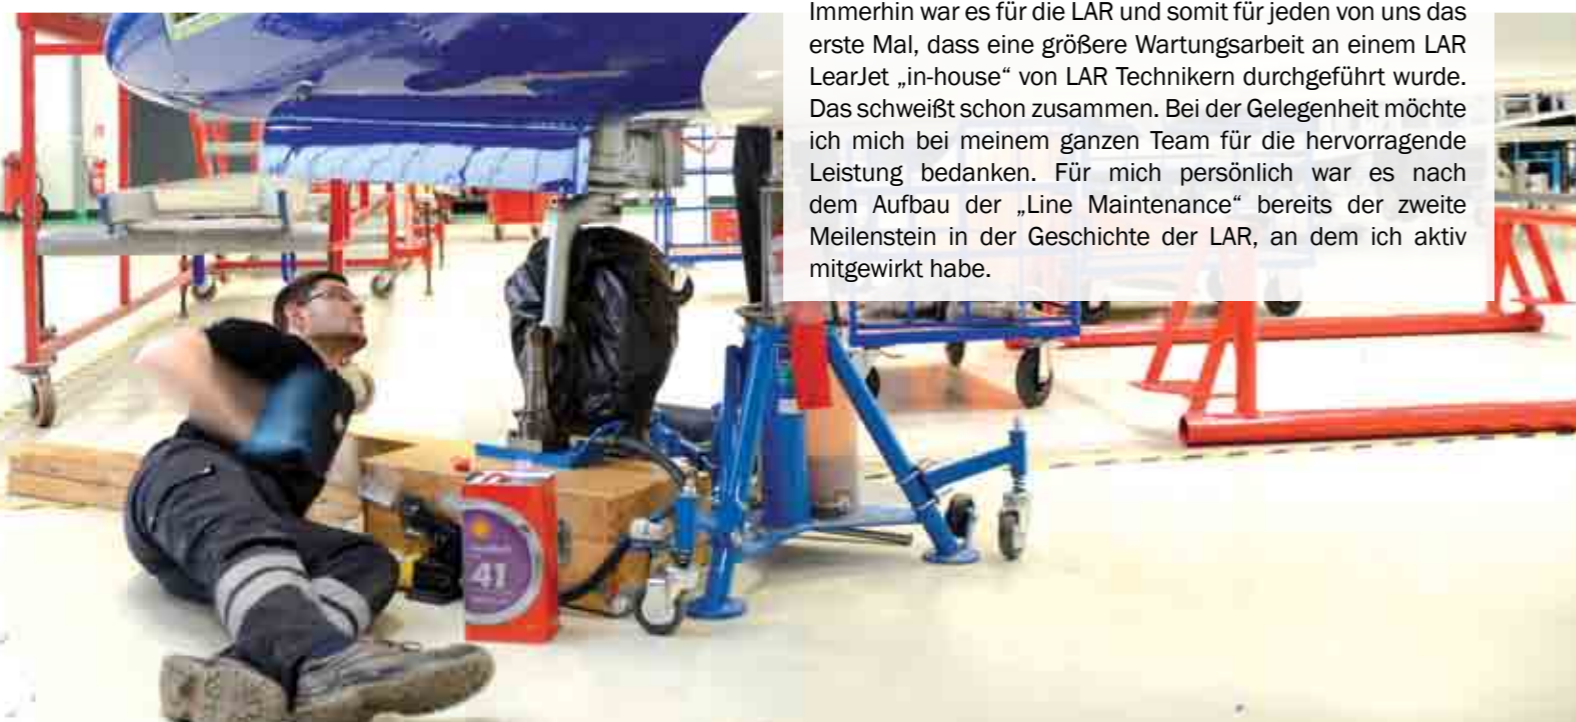 Immerhin war es für die LAR und somit für jeden von uns das
erste Mal, dass eine größere Wartungsarbeit an einem LAR
LearJet „in-house“ von LAR Technikern durchgeführt wurde.
Das schweißt schon zusammen. Bei der Gelegenheit möchte
ich mich bei meinem ganzen Team für die hervorragende
Leistung bedanken. Für mich persönlich war es nach
dem Aufbau der „Line Maintenance“ bereits der zweite
Meilenstein in der Geschichte der LAR, an dem ich aktiv
mitgewirkt habe.
41